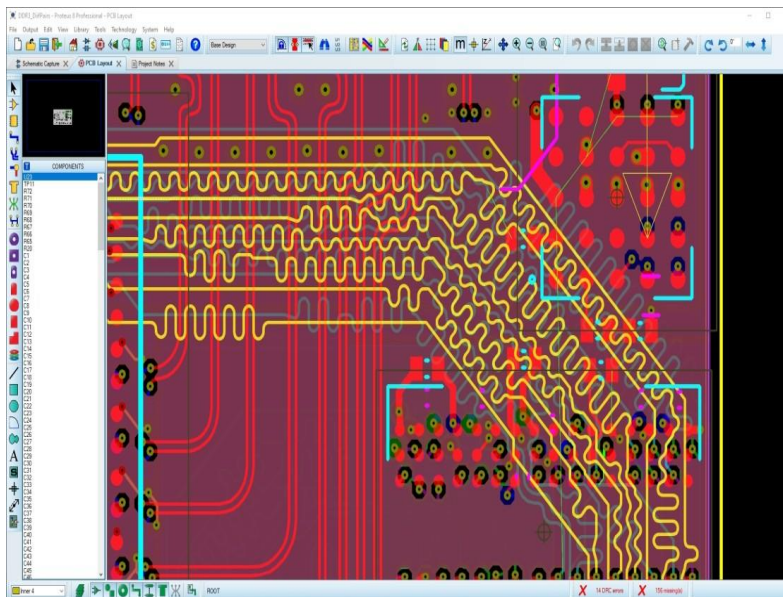 DDR3_DiffPairs - Proteus 8 Professional - PCB Layout
File Output Edit View Library Tools Technology System Help
Base Design
Schematic Capture X PCB Layout X Project Notes X
COMPONENTS
TP11
R72
R71
R70
R69
R68
R67
R66
R65
R20
C1
C2
C3
C4
C5
C6
C7
C8
C9
C10
C11
C12
C13
C14
C15
C16
C17
C18
C19
C20
C21
C22
C23
C24
C25
C26
C27
C28
C29
C30
C31
C32
C33
C34
C35
C36
C37
C38
C39
C40
C41
C42
C43
C44
C45
Inner 4
ROOT
14 DRC errors
156 missing(s)